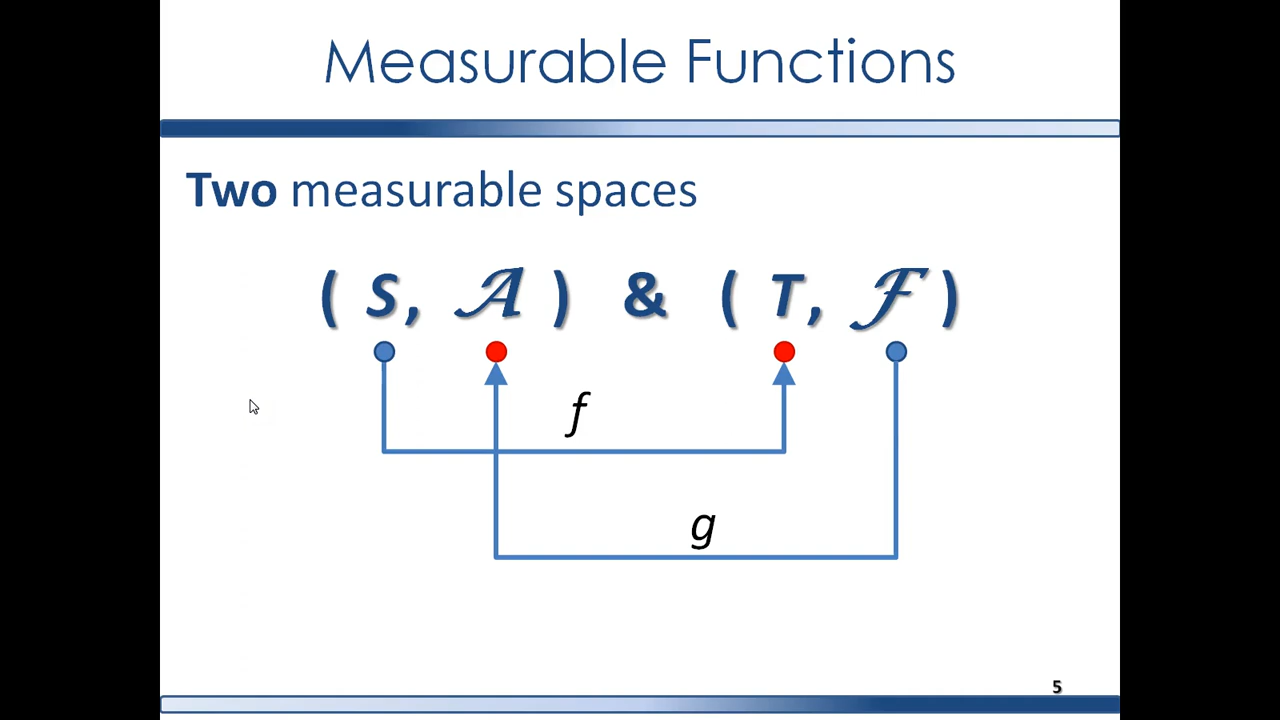 Measurable Functions
Two measurable spaces
( S, 𝒜 ) & ( T, ℱ )
f
g
5